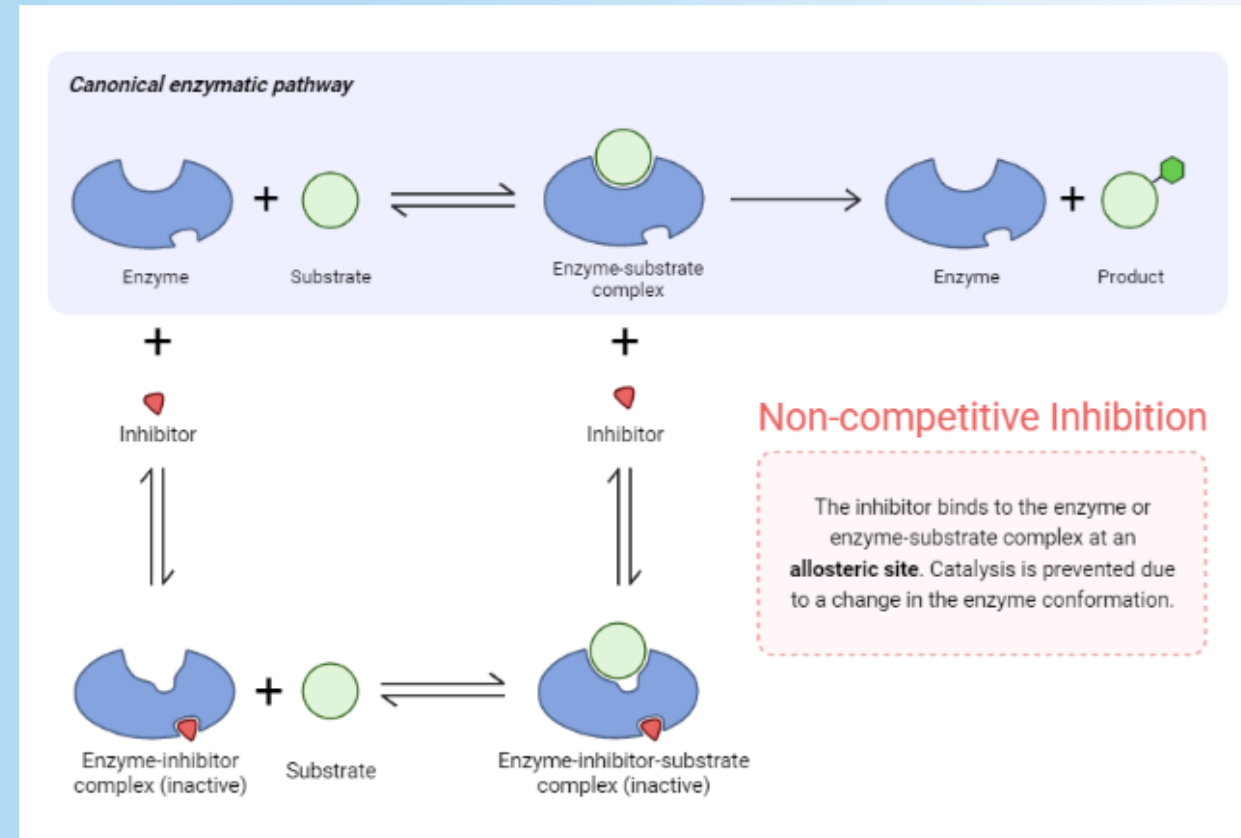 Canonical enzymatic pathway
+
+
Enzyme
Substrate
Enzyme-substrate
complex
Enzyme
Product
+
+
Inhibitor
Inhibitor
Non-competitive Inhibition
The inhibitor binds to the enzyme or
enzyme-substrate complex at an
allosteric site. Catalysis is prevented due
to a change in the enzyme conformation.
+
Enzyme-inhibitor
complex (inactive)
Substrate
Enzyme-inhibitor-substrate
complex (inactive)